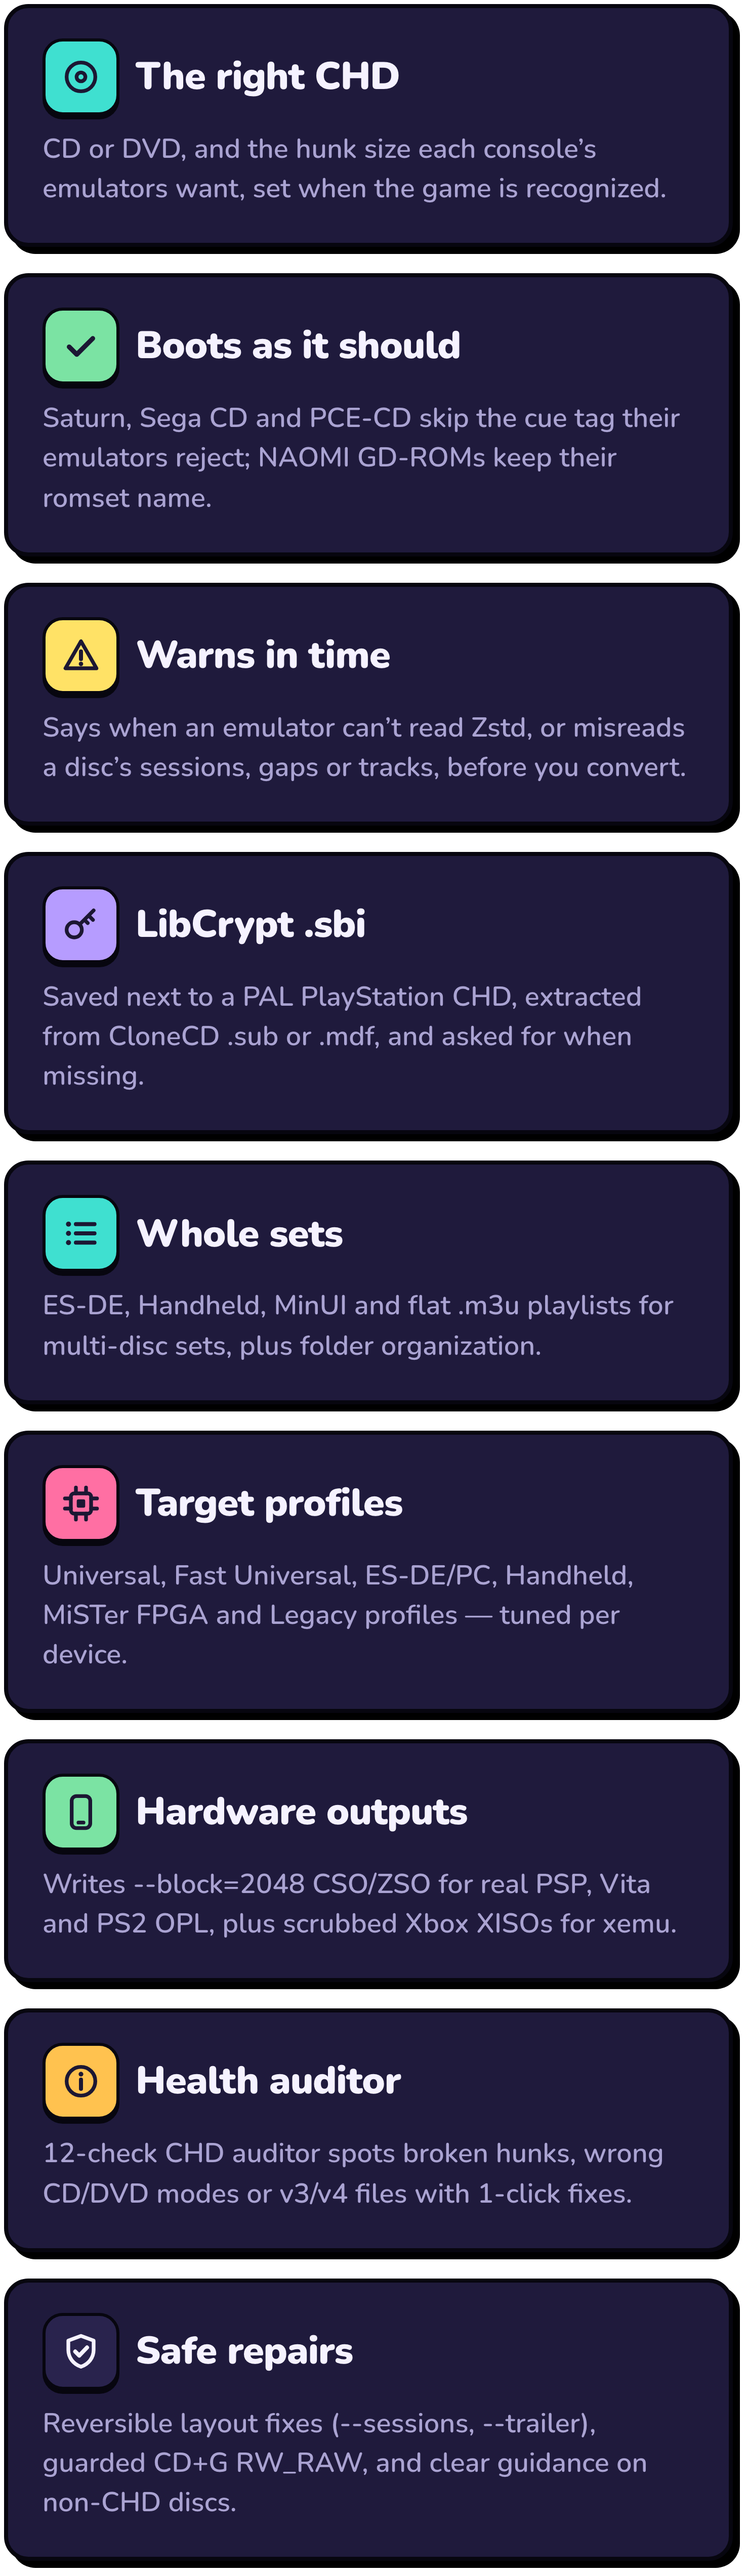 The right CHD
CD or DVD, and the hunk size each console’s
emulators want, set when the game is recognized.
Boots as it should
Saturn, Sega CD and PCE-CD skip the cue tag their
emulators reject; NAOMI GD-ROMs keep their
romset name.
Warns in time
Says when an emulator can’t read Zstd, or misreads
a disc’s sessions, gaps or tracks, before you convert.
LibCrypt .sbi
Saved next to a PAL PlayStation CHD, extracted
from CloneCD .sub or .mdf, and asked for when
missing.
Whole sets
ES-DE, Handheld, MinUI and flat .m3u playlists for
multi-disc sets, plus folder organization.
Target profiles
Universal, Fast Universal, ES-DE/PC, Handheld,
MiSTer FPGA and Legacy profiles — tuned per
device.
Hardware outputs
Writes --block=2048 CSO/ZSO for real PSP, Vita
and PS2 OPL, plus scrubbed Xbox XISOs for xemu.
Health auditor
12-check CHD auditor spots broken hunks, wrong
CD/DVD modes or v3/v4 files with 1-click fixes.
Safe repairs
Reversible layout fixes (--sessions, --trailer),
guarded CD+G RW_RAW, and clear guidance on
non-CHD discs.